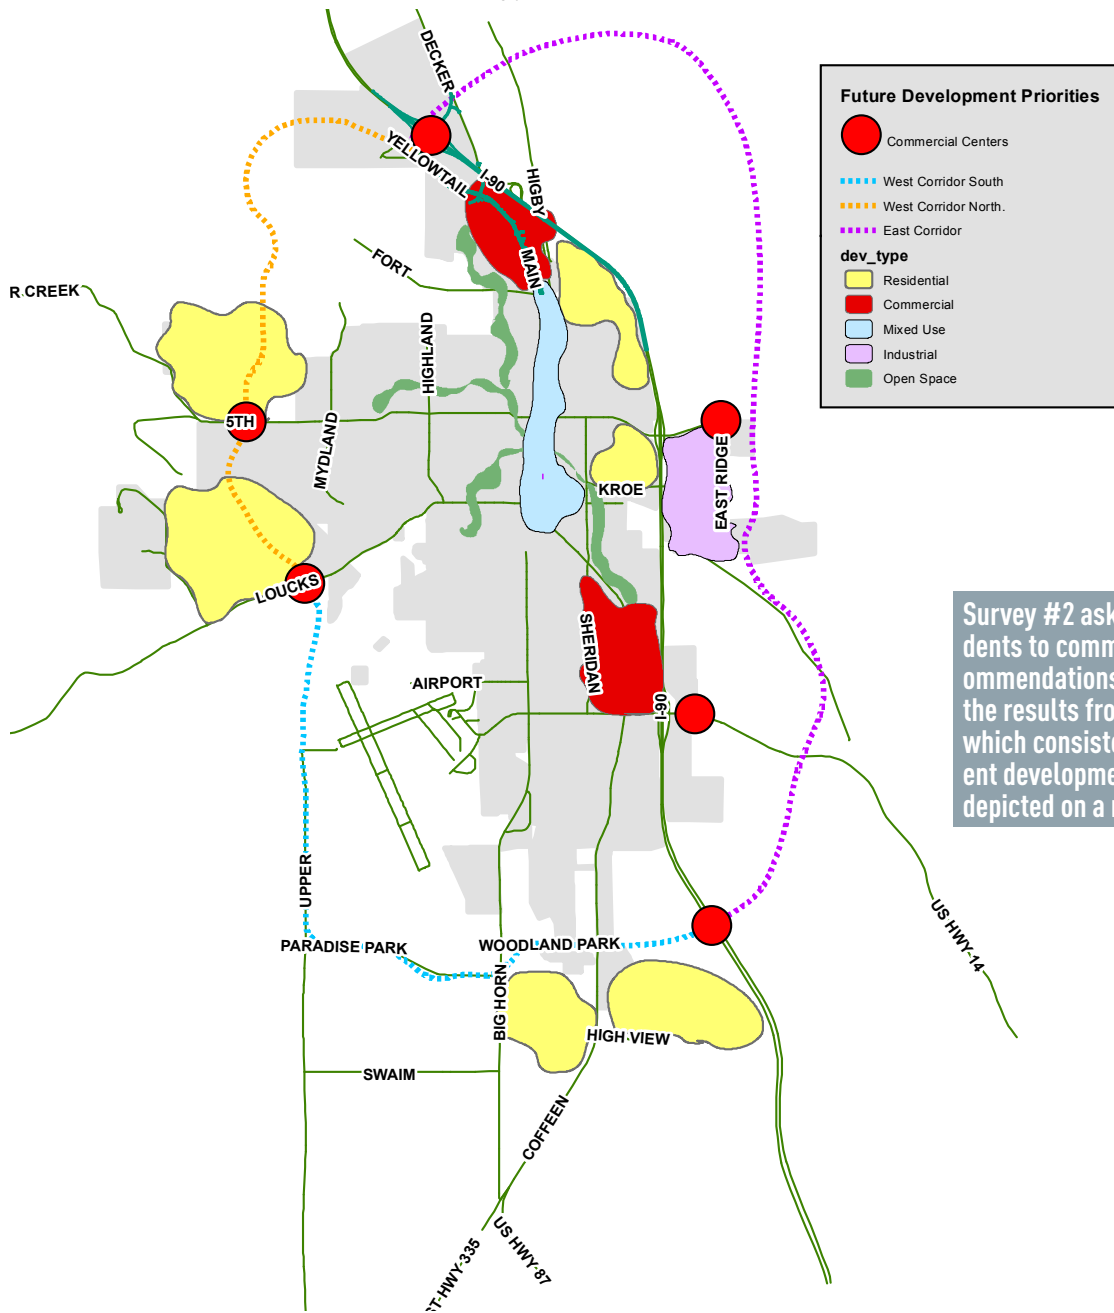 DECKER
YELLOWTAIL
I-90
HIGBY
MAIN
FORT
R CREEK
HIGHLAND
MYDLAND
5TH
KROE
EAST RIDGE
LOUCKS
SHERIDAN
AIRPORT
I-90
UPPER
PARADISE PARK
WOODLAND PARK
BIG HORN
HIGH VIEW
SWAIM
COFFEEN
US HWY-14
US HWY-87
ST HWY-335
Future Development Priorities
Commercial Centers
West Corridor South
West Corridor North.
East Corridor
dev_type
Residential
Commercial
Mixed Use
Industrial
Open Space
Survey #2 ask
dents to comm
ommendations
the results fro
which consiste
ent developme
depicted on a